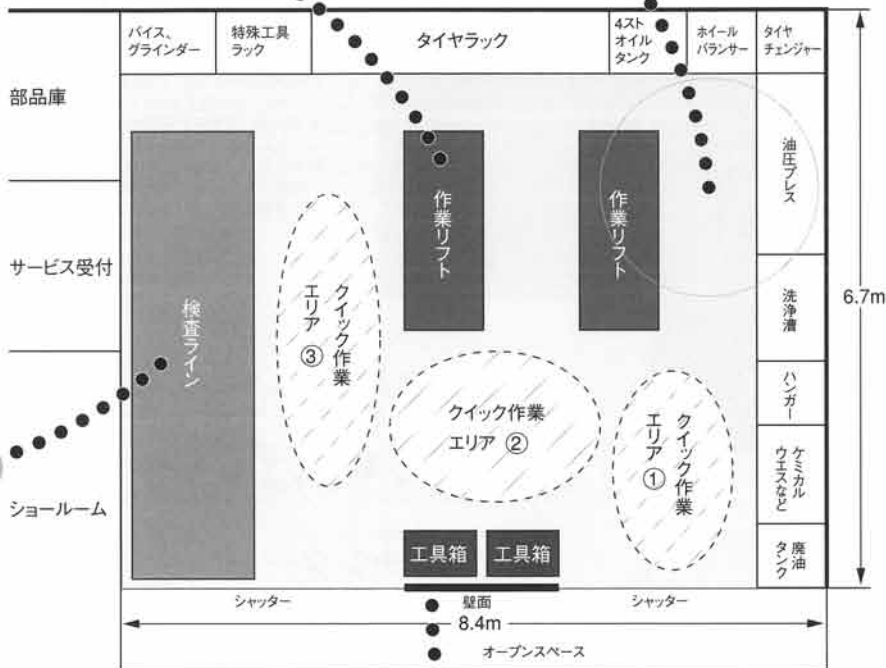 バイス、
グラインダー
特殊工具
ラック
タイヤラック
4スト
オイル
タンク
ホイール
バランサー
タイヤ
チェンジャー
部品庫
サービス受付
ショールーム
検査ライン
作業リフト
作業リフト
油圧プレス
洗浄槽
ハンガー
ケミカル
ウエスなど
廃油
タンク
クイック作業
エリア ③
クイック作業
エリア ②
クイック作業
エリア ①
工具箱
工具箱
シャッター
壁面
シャッター
6.7m
8.4m
オープンスペース